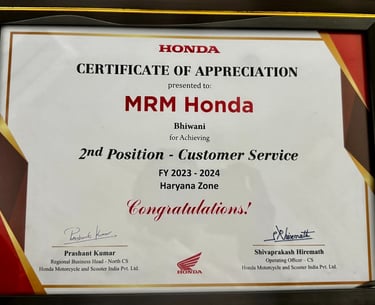 HONDA
CERTIFICATE OF APPRECIATION
presented to:
MRM Honda
Bhiwani
for Achieving
2nd Position - Customer Service
FY 2023 - 2024
Haryana Zone
Congratulations!
Prashant Kumar
Shivaprakash Hiremath
Regional Business Head - North CS
Operating Officer - CS
Honda Motorcycle and Scooter India Pvt. Ltd.
HONDA
Honda Motorcycle and Scooter India Pvt. Ltd.